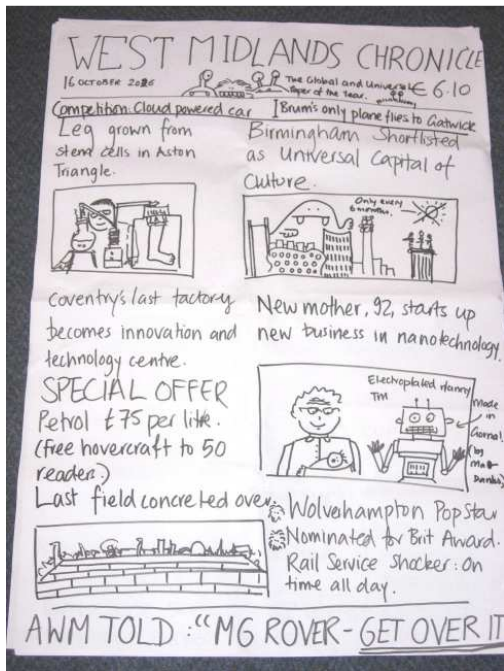 WEST MIDLANDS CHRONICLE
16 OCTOBER 2026
The Global and Universal
Paper of the Year.
€ 6.10
Competition: Cloud powered car
Brum's only plane flies to Gatwick
Leg grown from
stem cells in Aston
Triangle.
Birmingham Shortlisted
as Universal Capital of
Culture.
Only every
6 months.
Coventry's last factory
becomes innovation and
technology centre.
New mother, 92, starts up
new business in nanotechnology.
SPECIAL OFFER
Petrol £75 per litre.
(free hovercraft to 50
readers.)
Electroplated Nanny
TM
Made
in
Gornal
(by
Matt
Danks)
Last field concreted over
Wolverhampton Pop Star
Nominated for Brit Award.
Rail Service Shocker: on
time all day.
AWM TOLD: "MG ROVER - GET OVER IT